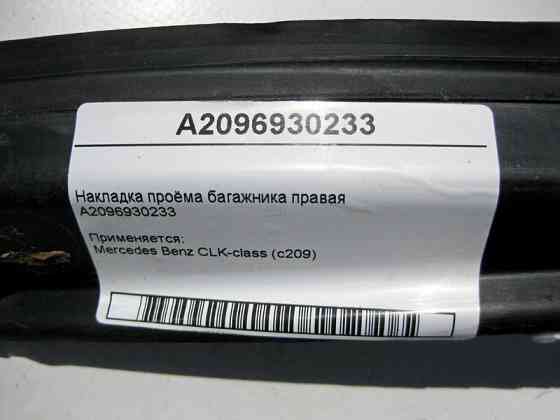 A2096930233
Накладка проёма багажника правая
A2096930233
Применяется:
Mercedes Benz CLK-class (c209)